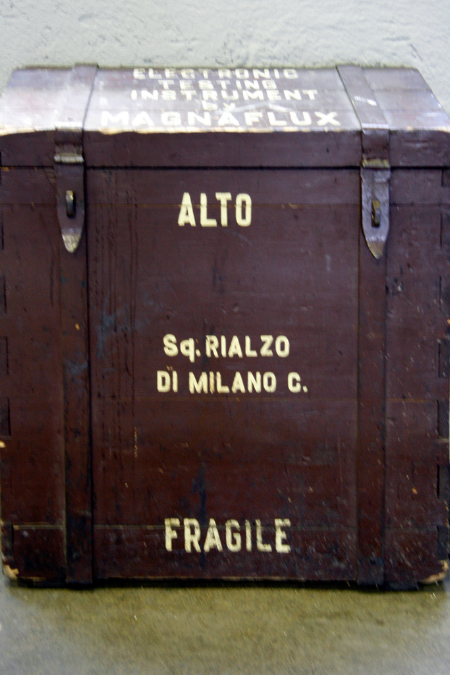 ELECTRONIC
TESTING
INSTRUMENT
BY
MAGNAFLUX
ALTO
Sq. RIALZO
DI MILANO C.
FRAGILE